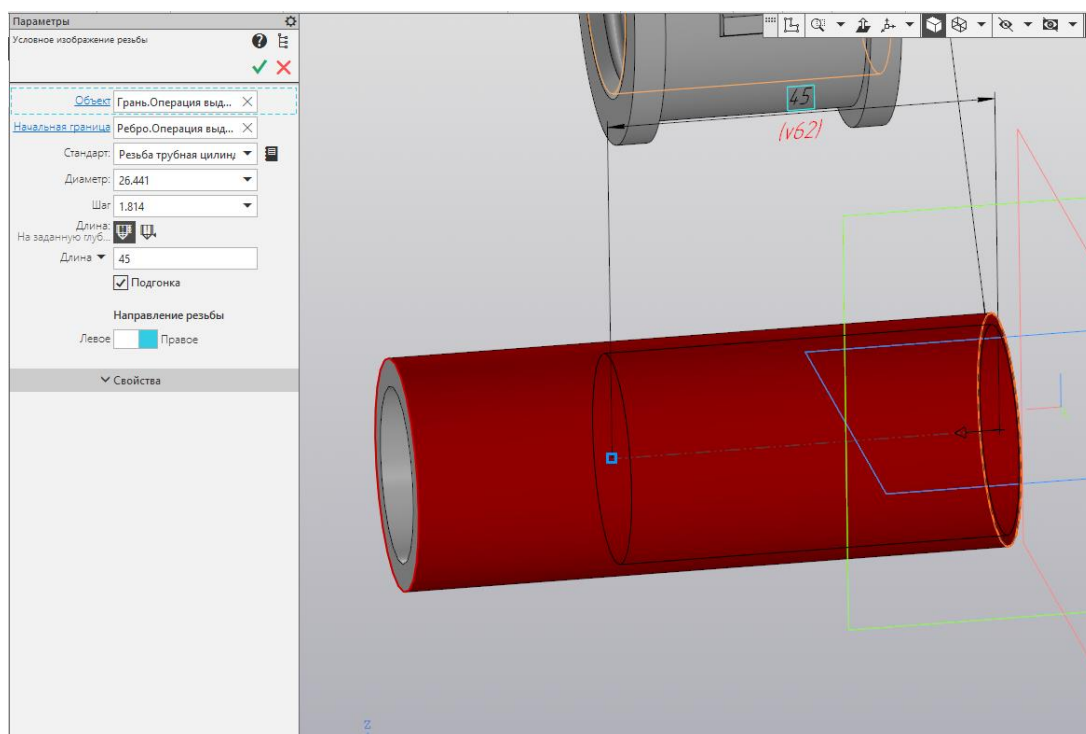 Параметры
Условное изображение резьбы
Объект Грань.Операция выд...
Начальная граница Ребро.Операция выд...
Стандарт: Резьба трубная цилинд
Диаметр: 26.441
Шаг 1.814
Длина:
На заданную глуб...
Длина 45
Подгонка
Направление резьбы
Левое Правое
Свойства
45
(v62)
z